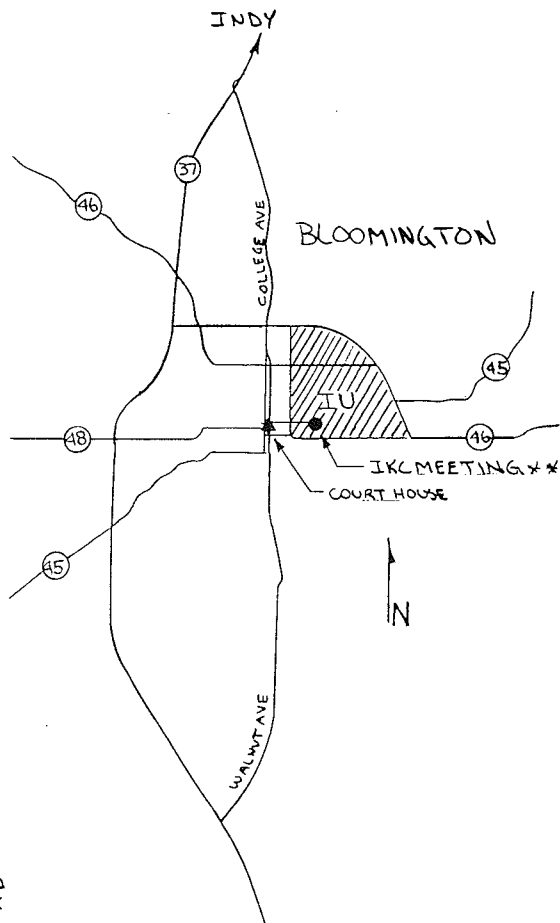 INDY
37
46
COLLEGE AVE
BLOOMINGTON
45
IU
48
46
IKC MEETING **
COURT HOUSE
45
N
WALNUT AVE